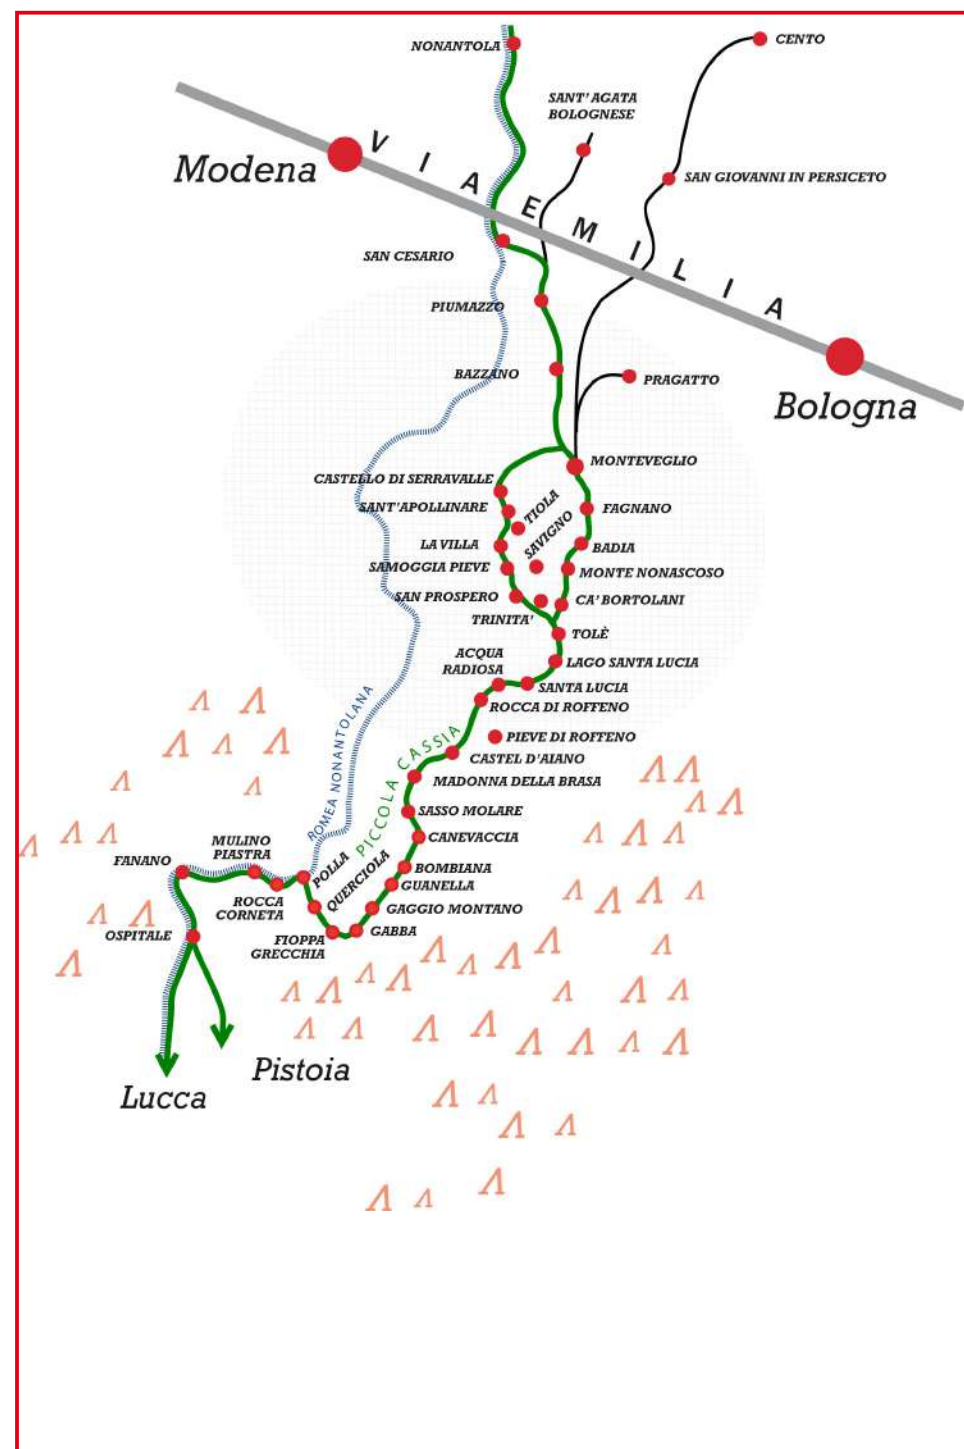 NONANTOLA
CENTO
SANT' AGATA
BOLOGNESE
Modena
VIA EMILIA
SAN GIOVANNI IN PERSICETO
SAN CESARIO
PIUMAZZO
BAZZANO
PRAGATTO
Bologna
MONTEVEGLIO
CASTELLO DI SERRAVALLE
SANT'APOLLINARE
TIOLA
FAGNANO
SAVIGNO
LA VILLA
BADIA
SAMOGGIA PIEVE
MONTE NONASCOSO
SAN PROSPERO
CA' BORTOLANI
TRINITA'
TOLÈ
ACQUA
RADIOSA
LAGO SANTA LUCIA
SANTA LUCIA
ROCCA DI ROFFENO
PIEVE DI ROFFENO
ROMEA NONANTOLANA
PICCOLA CASSIA
CASTEL D'AIANO
MADONNA DELLA BRASA
SASSO MOLARE
CANEVACCIA
MULINO
PIASTRA
FANANO
POLLA
QUERCIOLA
BOMBIANA
GUANELLA
ROCCA
CORNETA
GAGGIO MONTANO
OSPITALE
FIOPPA
GRECCHIA
GABBA
Pistoia
Lucca